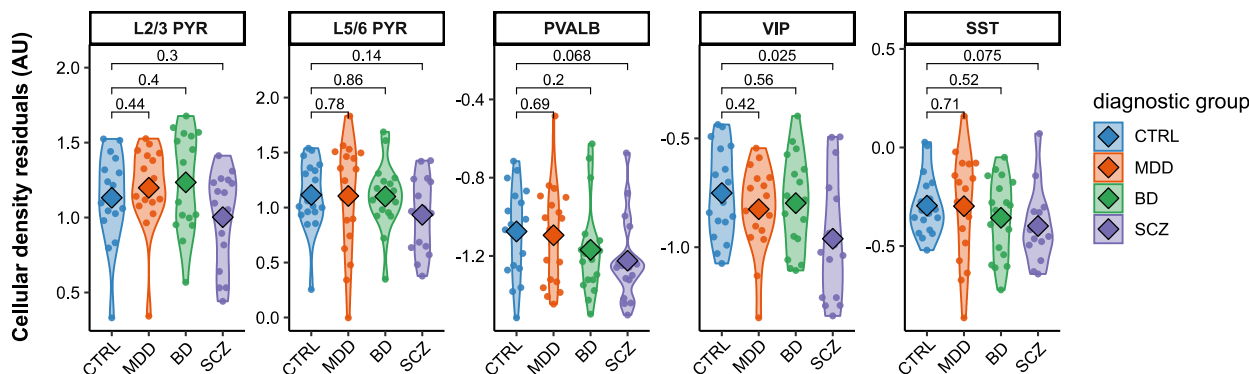 L2/3 PYR
L5/6 PYR
PVALB
VIP
SST
Cellular density residuals (AU)
2.0
1.5
1.0
0.5
0.3
0.4
0.44
CTRL
MDD
BD
SCZ
2.0
1.5
1.0
0.5
0.0
0.14
0.86
0.78
CTRL
MDD
BD
SCZ
-0.4
-0.8
-1.2
0.068
0.2
0.69
CTRL
MDD
BD
SCZ
-0.5
-1.0
0.025
0.56
0.42
CTRL
MDD
BD
SCZ
0.5
0.0
-0.5
0.075
0.52
0.71
CTRL
MDD
BD
SCZ
diagnostic group
CTRL
MDD
BD
SCZ